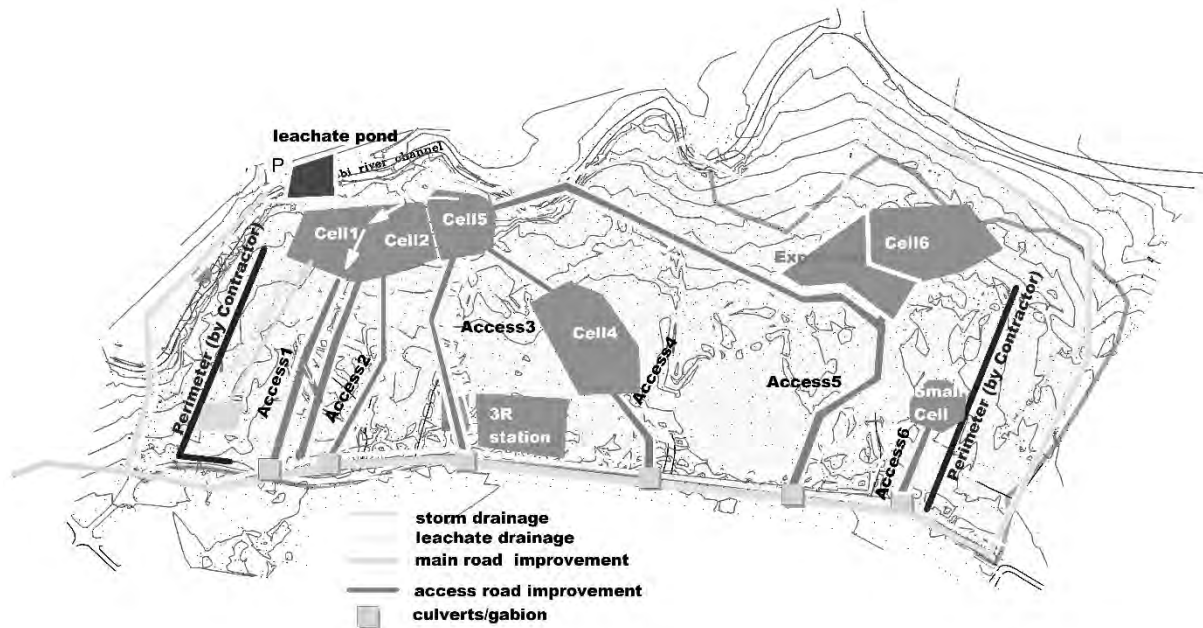 leachate pond
P
bi river channel
Cell1
Cell2
Cell5
Cell6
Perimeter (by Contractor)
Access1
Access2
Access3
Cell4
Access4
Access5
3R
station
Small
Cell
Access6
Perimeter (by Contractor)
storm drainage
leachate drainage
main road improvement
access road improvement
culverts/gabion